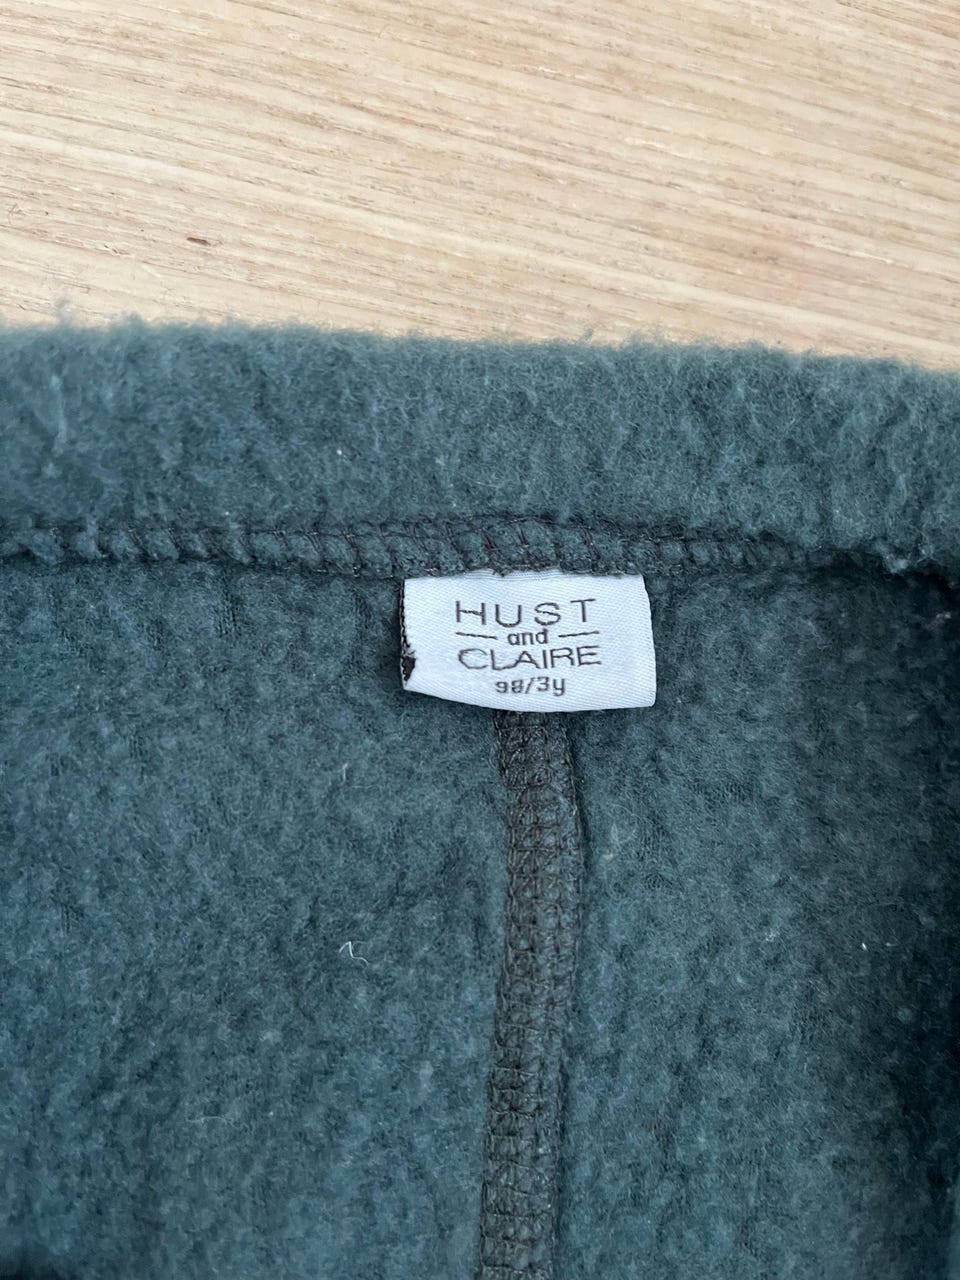 HUST
and
CLAIRE
98/3y